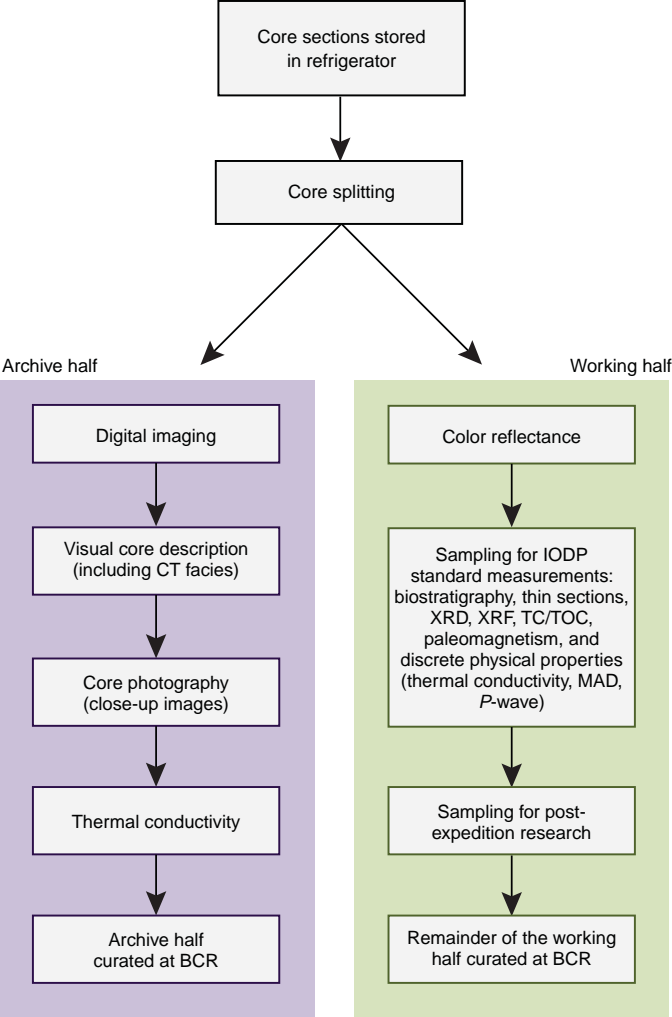 Core sections stored
in refrigerator
Core splitting
Archive half
Digital imaging
Visual core description
(including CT facies)
Core photography
(close-up images)
Thermal conductivity
Archive half
curated at BCR
Working half
Color reflectance
Sampling for IODP
standard measurements:
biostratigraphy, thin sections,
XRD, XRF, TC/TOC,
paleomagnetism, and
discrete physical properties
(thermal conductivity, MAD,
P-wave)
Sampling for post-
expedition research
Remainder of the working
half curated at BCR